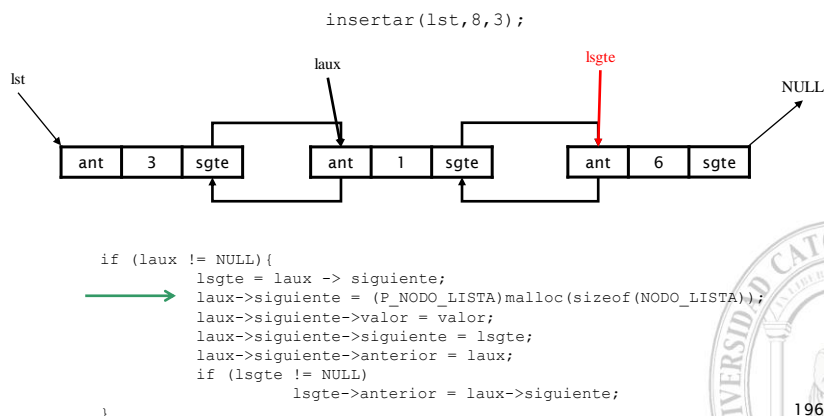 insertar(lst,8,3);
lsgte
laux
lst
NULL
ant 3 sgte ant 1 sgte ant 6 sgte
if (laux != NULL){
lsgte = laux -> siguiente;
laux->siguiente = (P_NODO_LISTA)malloc(sizeof(NODO_LISTA));
laux->siguiente->valor = valor;
laux->siguiente->siguiente = lsgte;
laux->siguiente->anterior = laux;
if (lsgte != NULL)
lsgte->anterior = laux->siguiente;
}
196